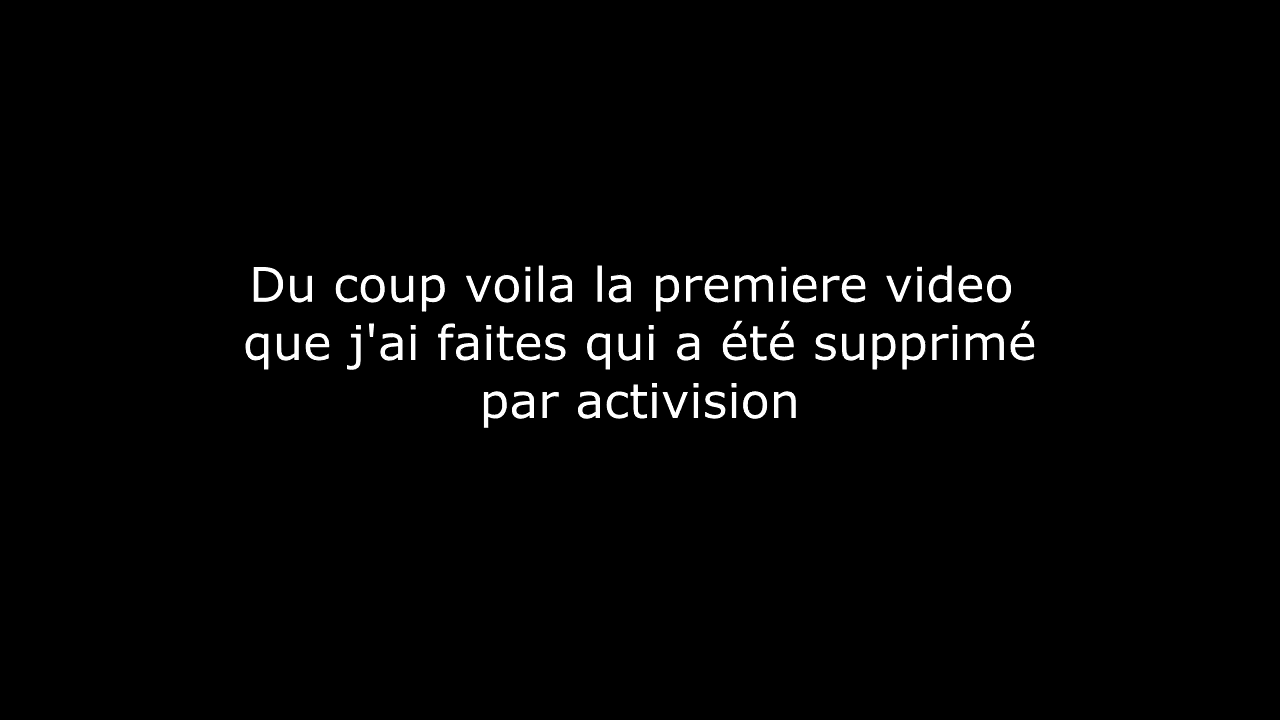 Du coup voila la premiere video
que j'ai faites qui a été supprimé
par activision